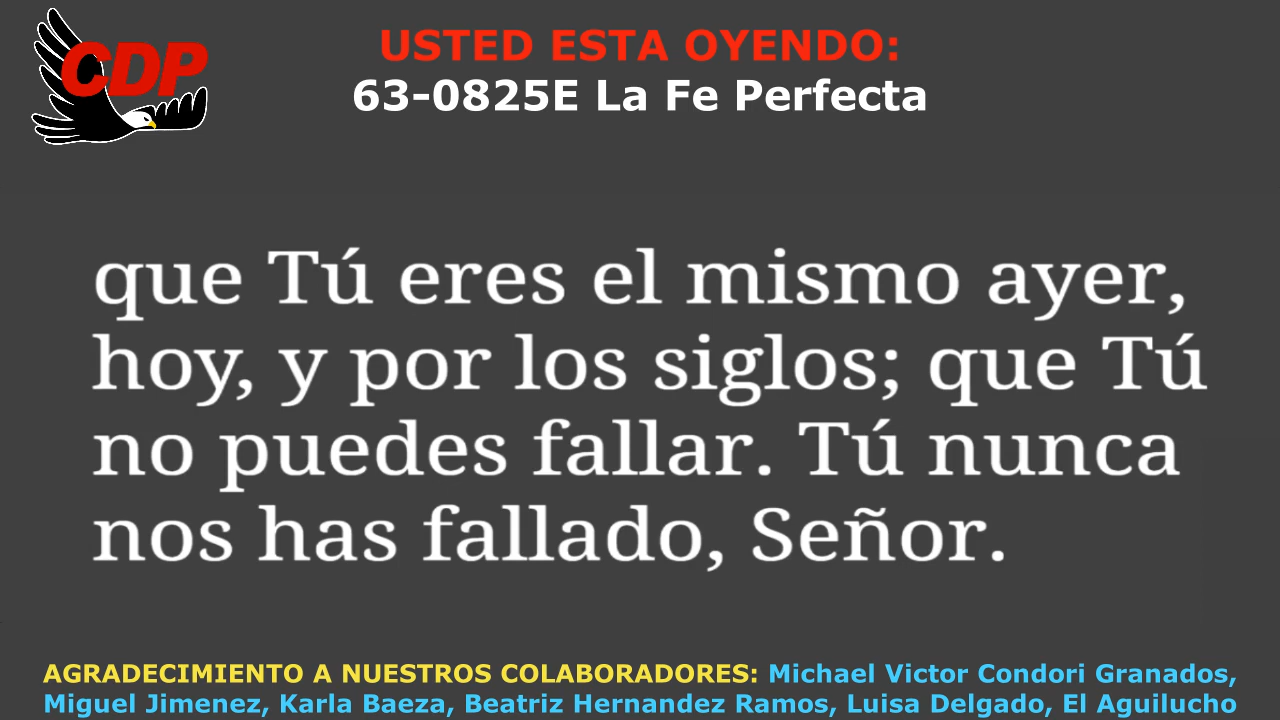 CDP
USTED ESTA OYENDO:
63-0825E La Fe Perfecta
que Tú eres el mismo ayer,
hoy, y por los siglos; que Tú
no puedes fallar. Tú nunca
nos has fallado, Señor.
AGRADECIMIENTO A NUESTROS COLABORADORES: Michael Victor Condori Granados,
Miguel Jimenez, Karla Baeza, Beatriz Hernandez Ramos, Luisa Delgado, El Aguilucho